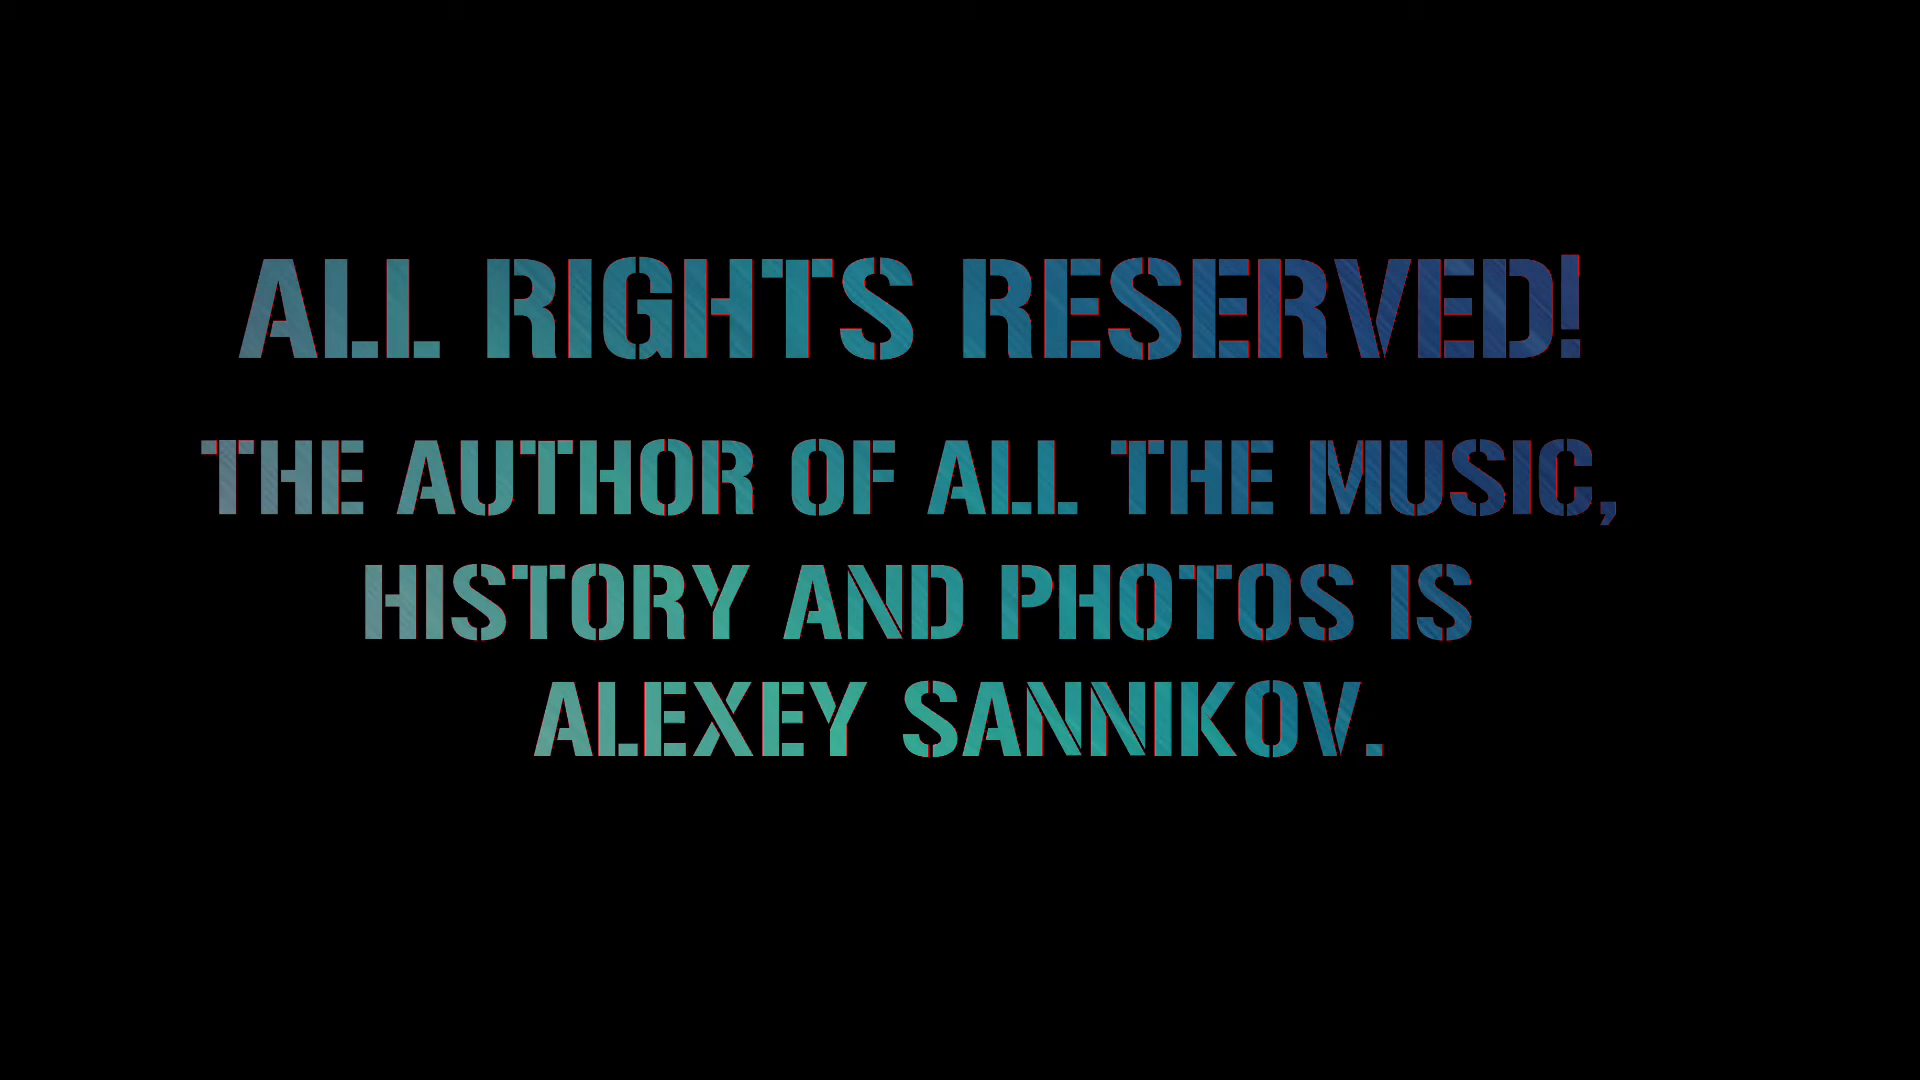 ALL RIGHTS RESERVED!
THE AUTHOR OF ALL THE MUSIC,
HISTORY AND PHOTOS IS
ALEXEY SANNIKOV.